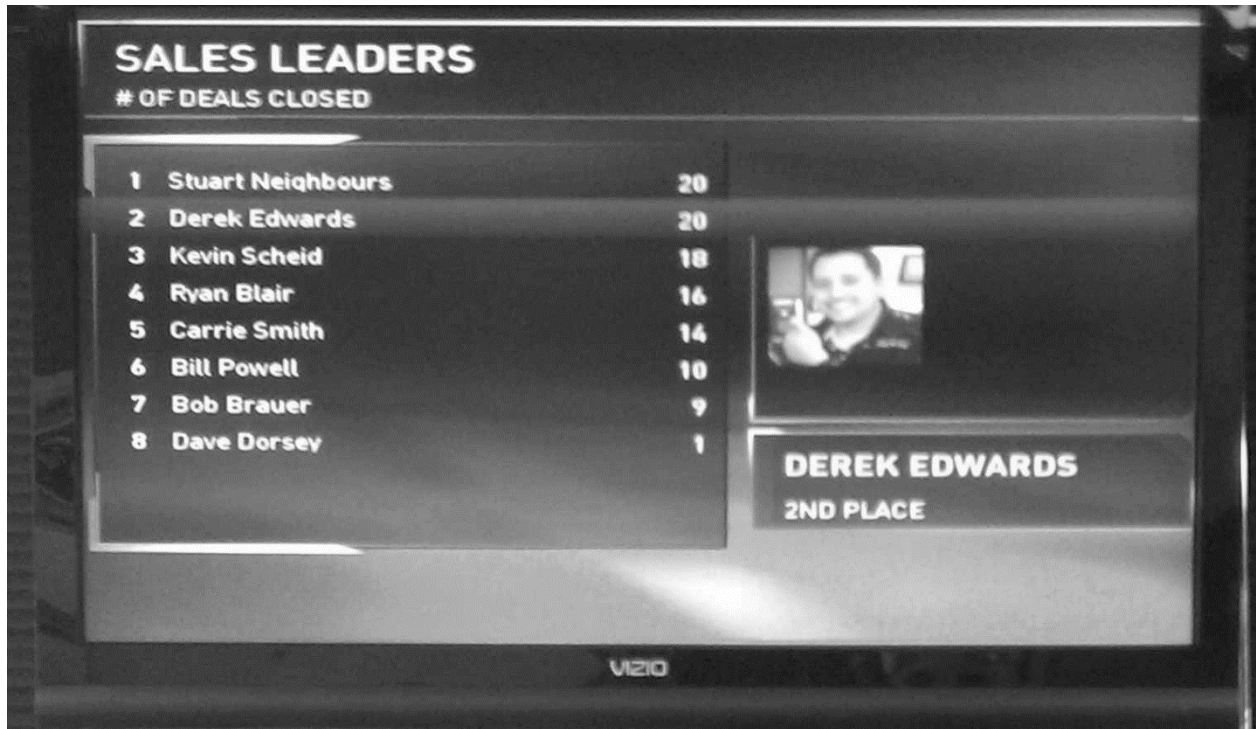 SALES LEADERS
# OF DEALS CLOSED
1 Stuart Neighbours 20
2 Derek Edwards 20
3 Kevin Scheid 18
4 Ryan Blair 16
5 Carrie Smith 14
6 Bill Powell 10
7 Bob Brauer 9
8 Dave Dorsey 1
DEREK EDWARDS
2ND PLACE
VIZIO